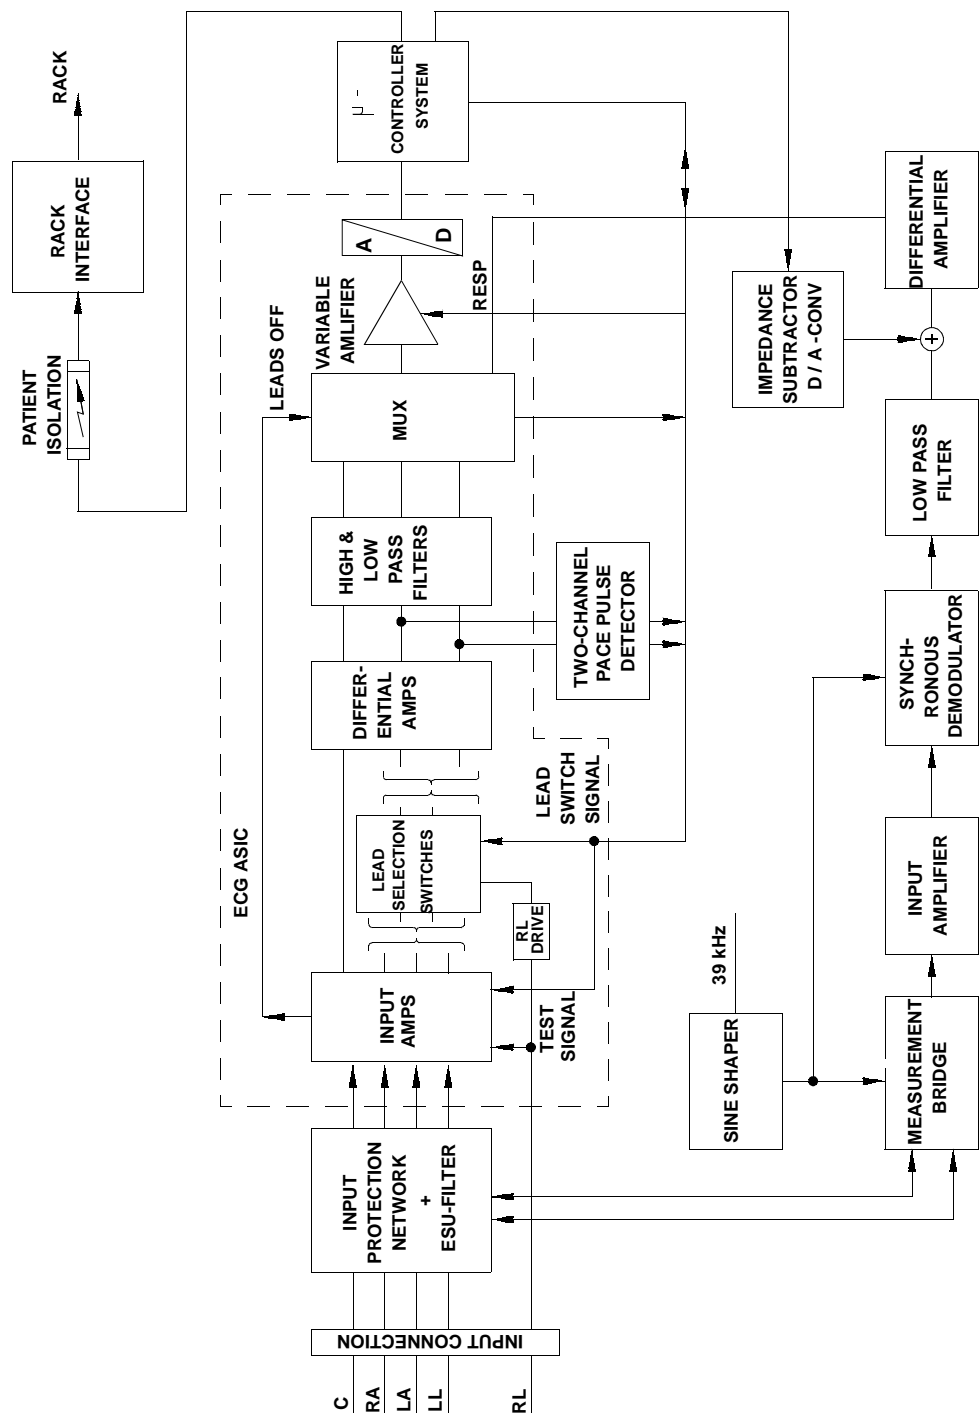 RACK
RACK
INTERFACE
PATIENT
ISOLATION
µ -
CONTROLLER
SYSTEM
A
D
VARIABLE
AMLIFIER
RESP
LEADS OFF
MUX
HIGH &
LOW
PASS
FILTERS
TWO-CHANNEL
PACE PULSE
DETECTOR
DIFFER-
ENTIAL
AMPS
LEAD
SWITCH
SIGNAL
ECG ASIC
LEAD
SELECTION
SWITCHES
RL
DRIVE
INPUT
AMPS
TEST
SIGNAL
INPUT
PROTECTION
NETWORK
+
ESU-FILTER
INPUT CONNECTION
C
RA
LA
LL
RL
39 kHz
SINE SHAPER
MEASUREMENT
BRIDGE
INPUT
AMPLIFIER
SYNCH-
RONOUS
DEMODULATOR
LOW PASS
FILTER
+
IMPEDANCE
SUBTRACTOR
D / A -CONV
DIFFERENTIAL
AMPLIFIER